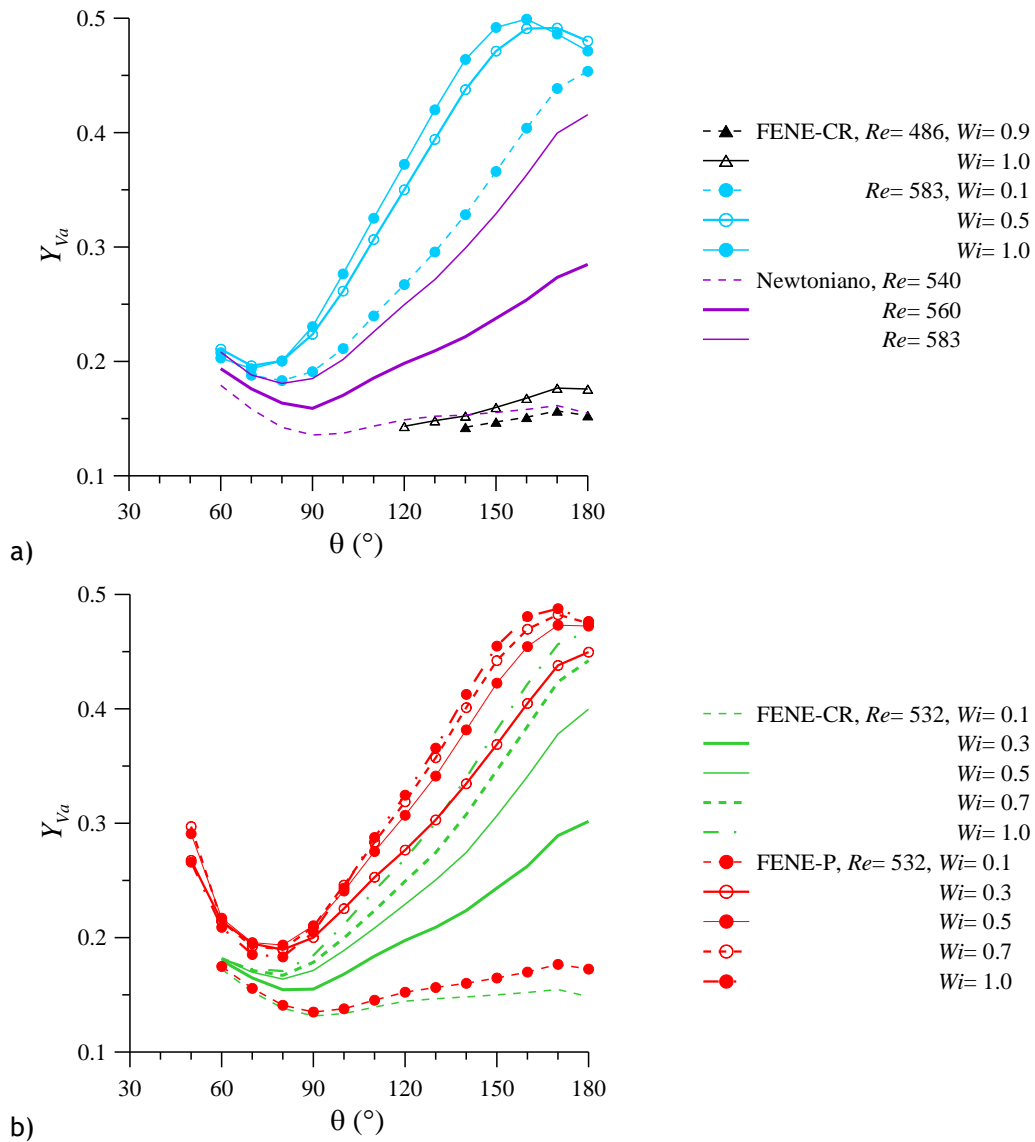 0.5
0.4
0.3
0.2
0.1
Y_Va
30 60 90 120 150 180
θ (°)
a)
FENE-CR, Re= 486, Wi= 0.9
Wi= 1.0
Re= 583, Wi= 0.1
Wi= 0.5
Wi= 1.0
Newtoniano, Re= 540
Re= 560
Re= 583
0.5
0.4
0.3
0.2
0.1
Y_Va
30 60 90 120 150 180
θ (°)
b)
FENE-CR, Re= 532, Wi= 0.1
Wi= 0.3
Wi= 0.5
Wi= 0.7
Wi= 1.0
FENE-P, Re= 532, Wi= 0.1
Wi= 0.3
Wi= 0.5
Wi= 0.7
Wi= 1.0